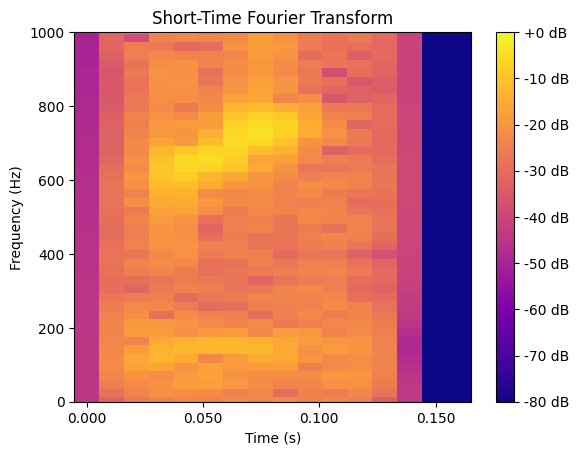 Short-Time Fourier Transform
1000
800
600
400
200
0
Frequency (Hz)
0.000
0.050
0.100
0.150
Time (s)
+0 dB
-10 dB
-20 dB
-30 dB
-40 dB
-50 dB
-60 dB
-70 dB
-80 dB